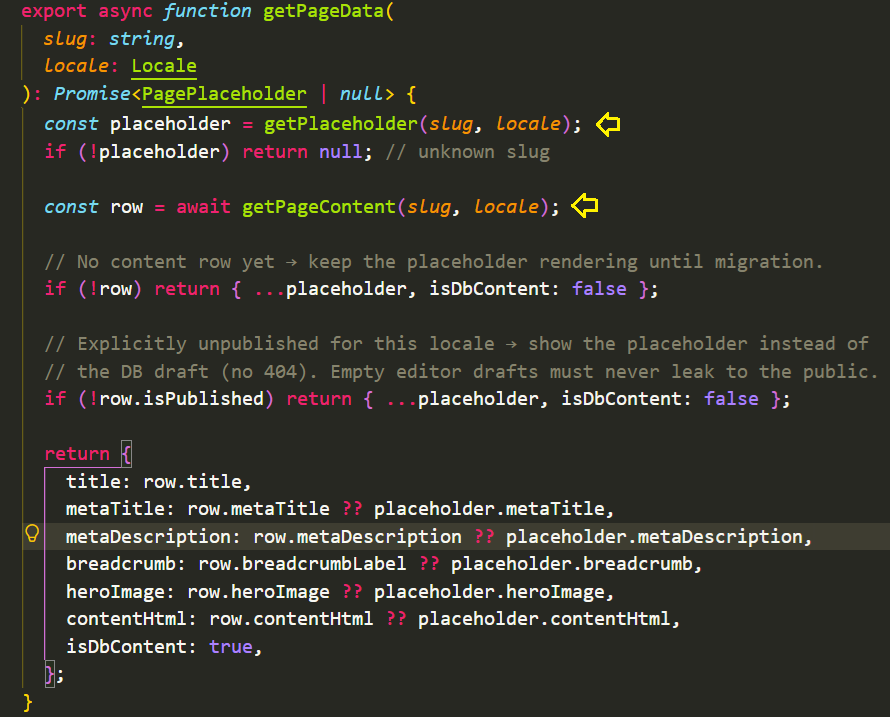 export async function getPageData(
  slug: string,
  locale: Locale
): Promise<PagePlaceholder | null> {
  const placeholder = getPlaceholder(slug, locale);
  if (!placeholder) return null; // unknown slug

  const row = await getPageContent(slug, locale);

  // No content row yet → keep the placeholder rendering until migration.
  if (!row) return { ...placeholder, isDbContent: false };

  // Explicitly unpublished for this locale → show the placeholder instead of
  // the DB draft (no 404). Empty editor drafts must never leak to the public.
  if (!row.isPublished) return { ...placeholder, isDbContent: false };

  return {
    title: row.title,
    metaTitle: row.metaTitle ?? placeholder.metaTitle,
    metaDescription: row.metaDescription ?? placeholder.metaDescription,
    breadcrumb: row.breadcrumbLabel ?? placeholder.breadcrumb,
    heroImage: row.heroImage ?? placeholder.heroImage,
    contentHtml: row.contentHtml ?? placeholder.contentHtml,
    isDbContent: true,
  };
}